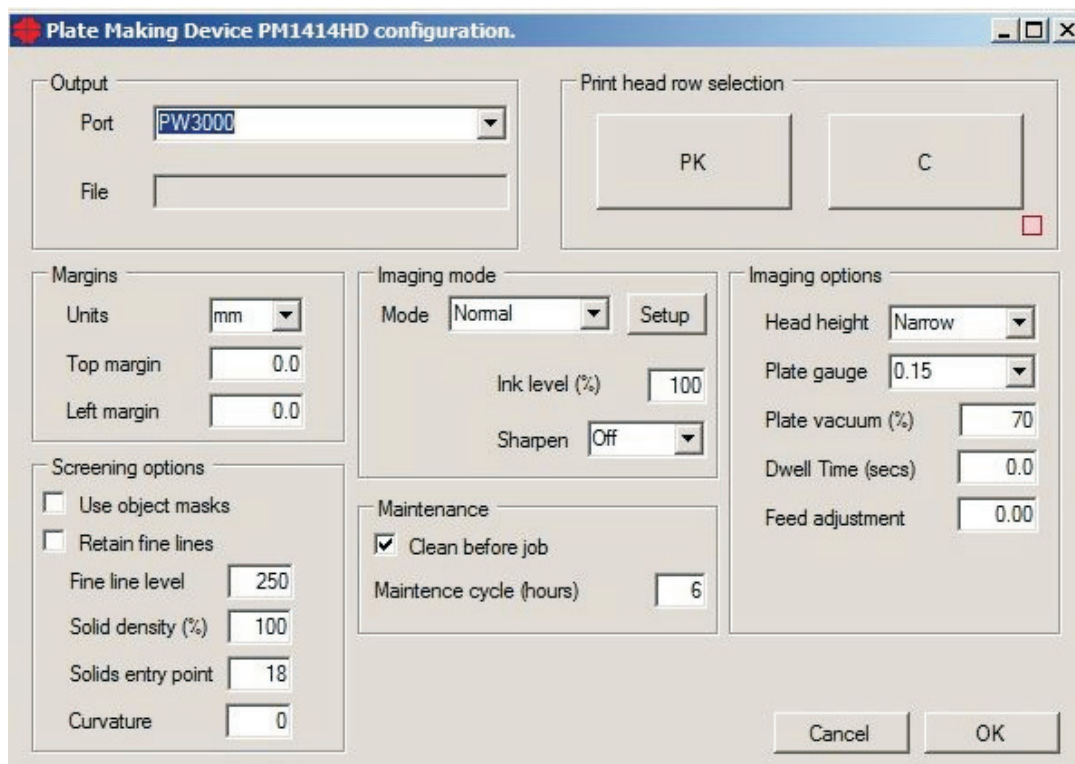 Plate Making Device PM1414HD configuration.
Output
Port PW3000
File
Print head row selection
PK C
Margins
Units mm
Top margin 0.0
Left margin 0.0
Imaging mode
Mode Normal Setup
Ink level (%) 100
Sharpen Off
Imaging options
Head height Narrow
Plate gauge 0.15
Plate vacuum (%) 70
Dwell Time (secs) 0.0
Feed adjustment 0.00
Screening options
Use object masks
Retain fine lines
Fine line level 250
Solid density (%) 100
Solids entry point 18
Curvature 0
Maintenance
Clean before job
Maintence cycle (hours) 6
Cancel OK